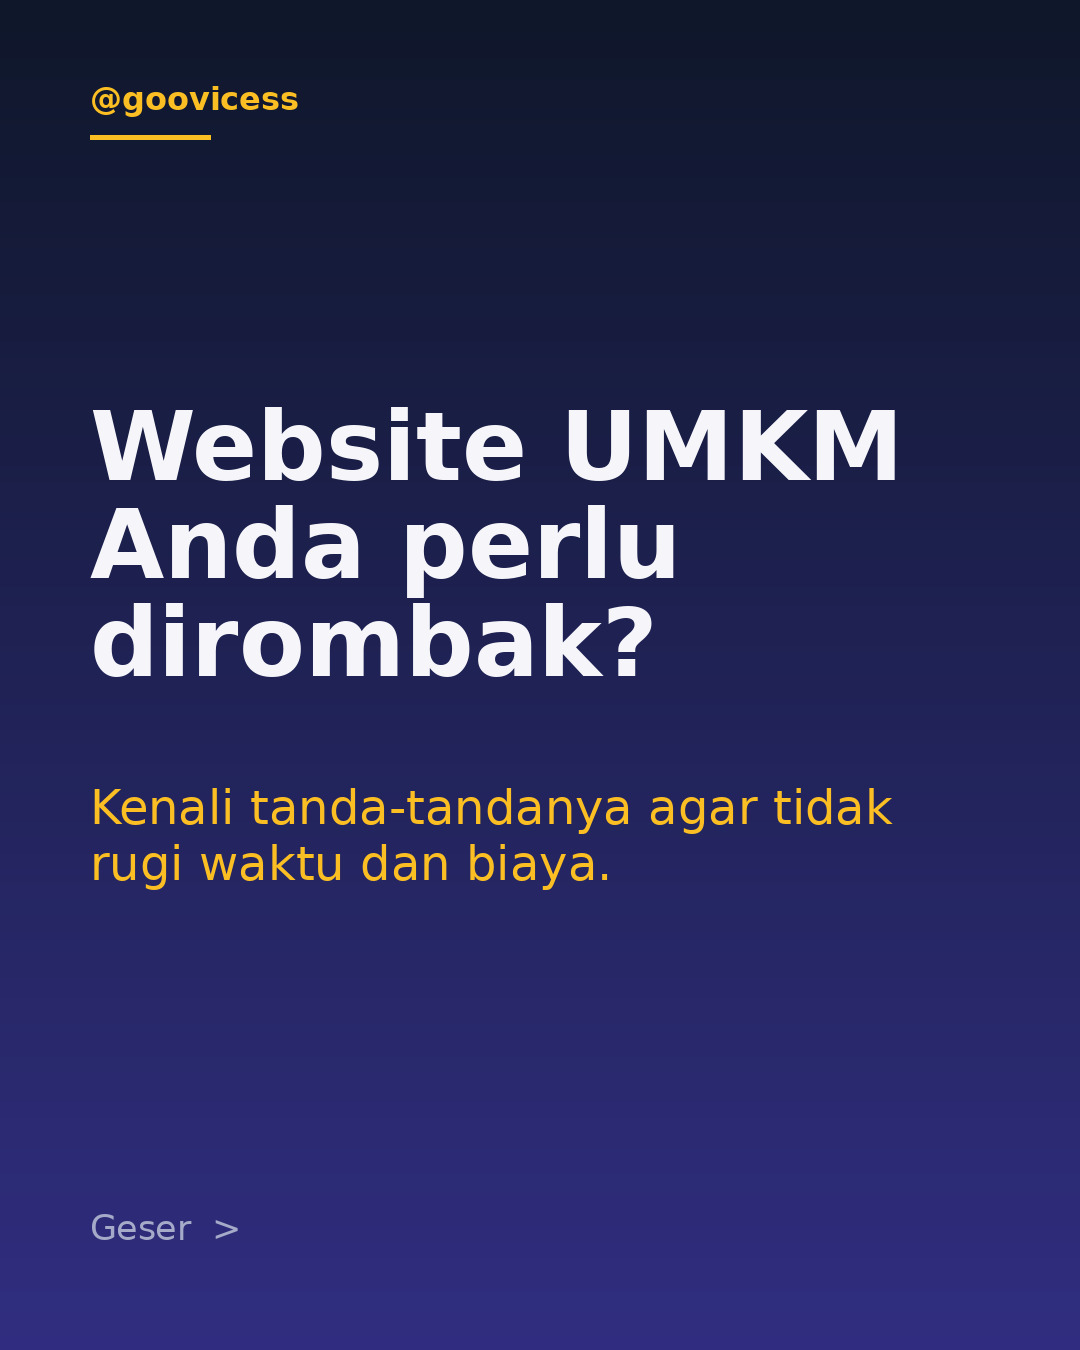 @goovicess
Website UMKM
Anda perlu
dirombak?
Kenali tanda-tandanya agar tidak
rugi waktu dan biaya.
Geser >